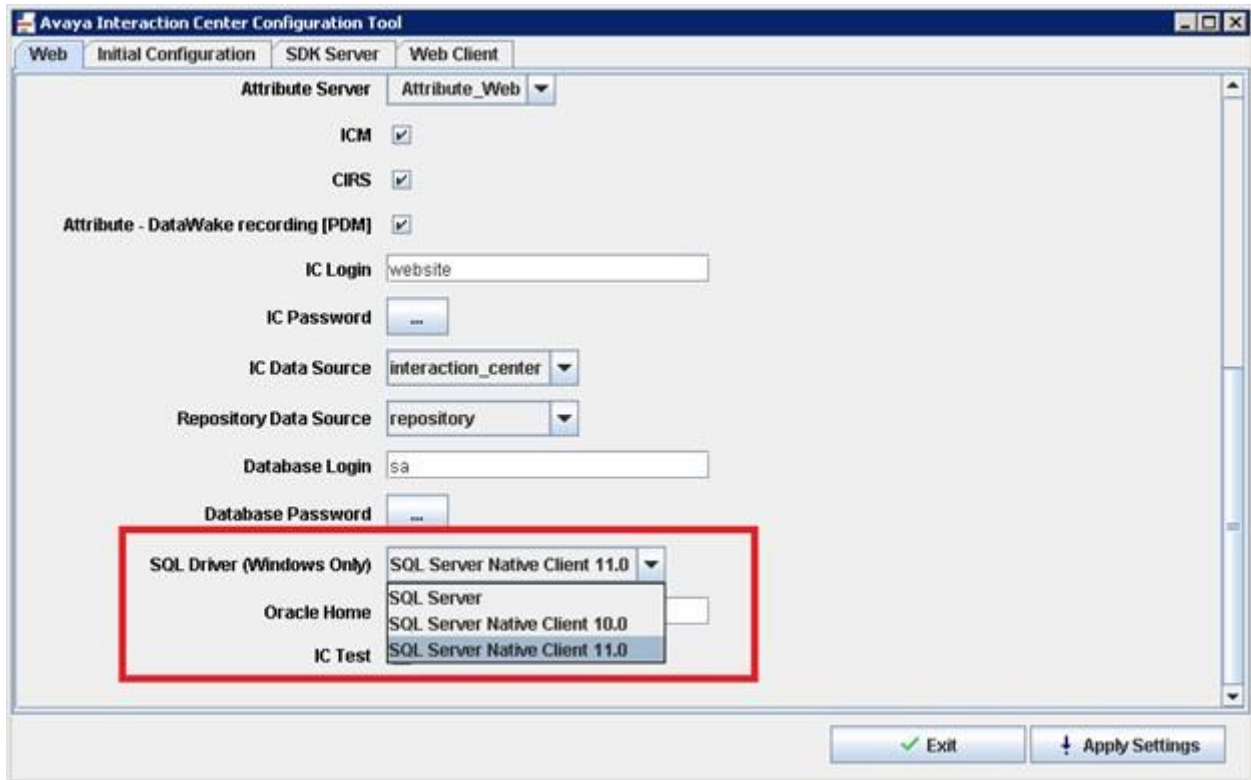 Avaya Interaction Center Configuration Tool
Web Initial Configuration SDK Server Web Client
Attribute Server Attribute_Web
ICM
CIRS
Attribute - DataWake recording [PDM]
IC Login website
IC Password ...
IC Data Source interaction_center
Repository Data Source repository
Database Login sa
Database Password ...
SQL Driver (Windows Only) SQL Server Native Client 11.0
SQL Server
Oracle Home SQL Server Native Client 10.0
IC Test SQL Server Native Client 11.0
Exit Apply Settings